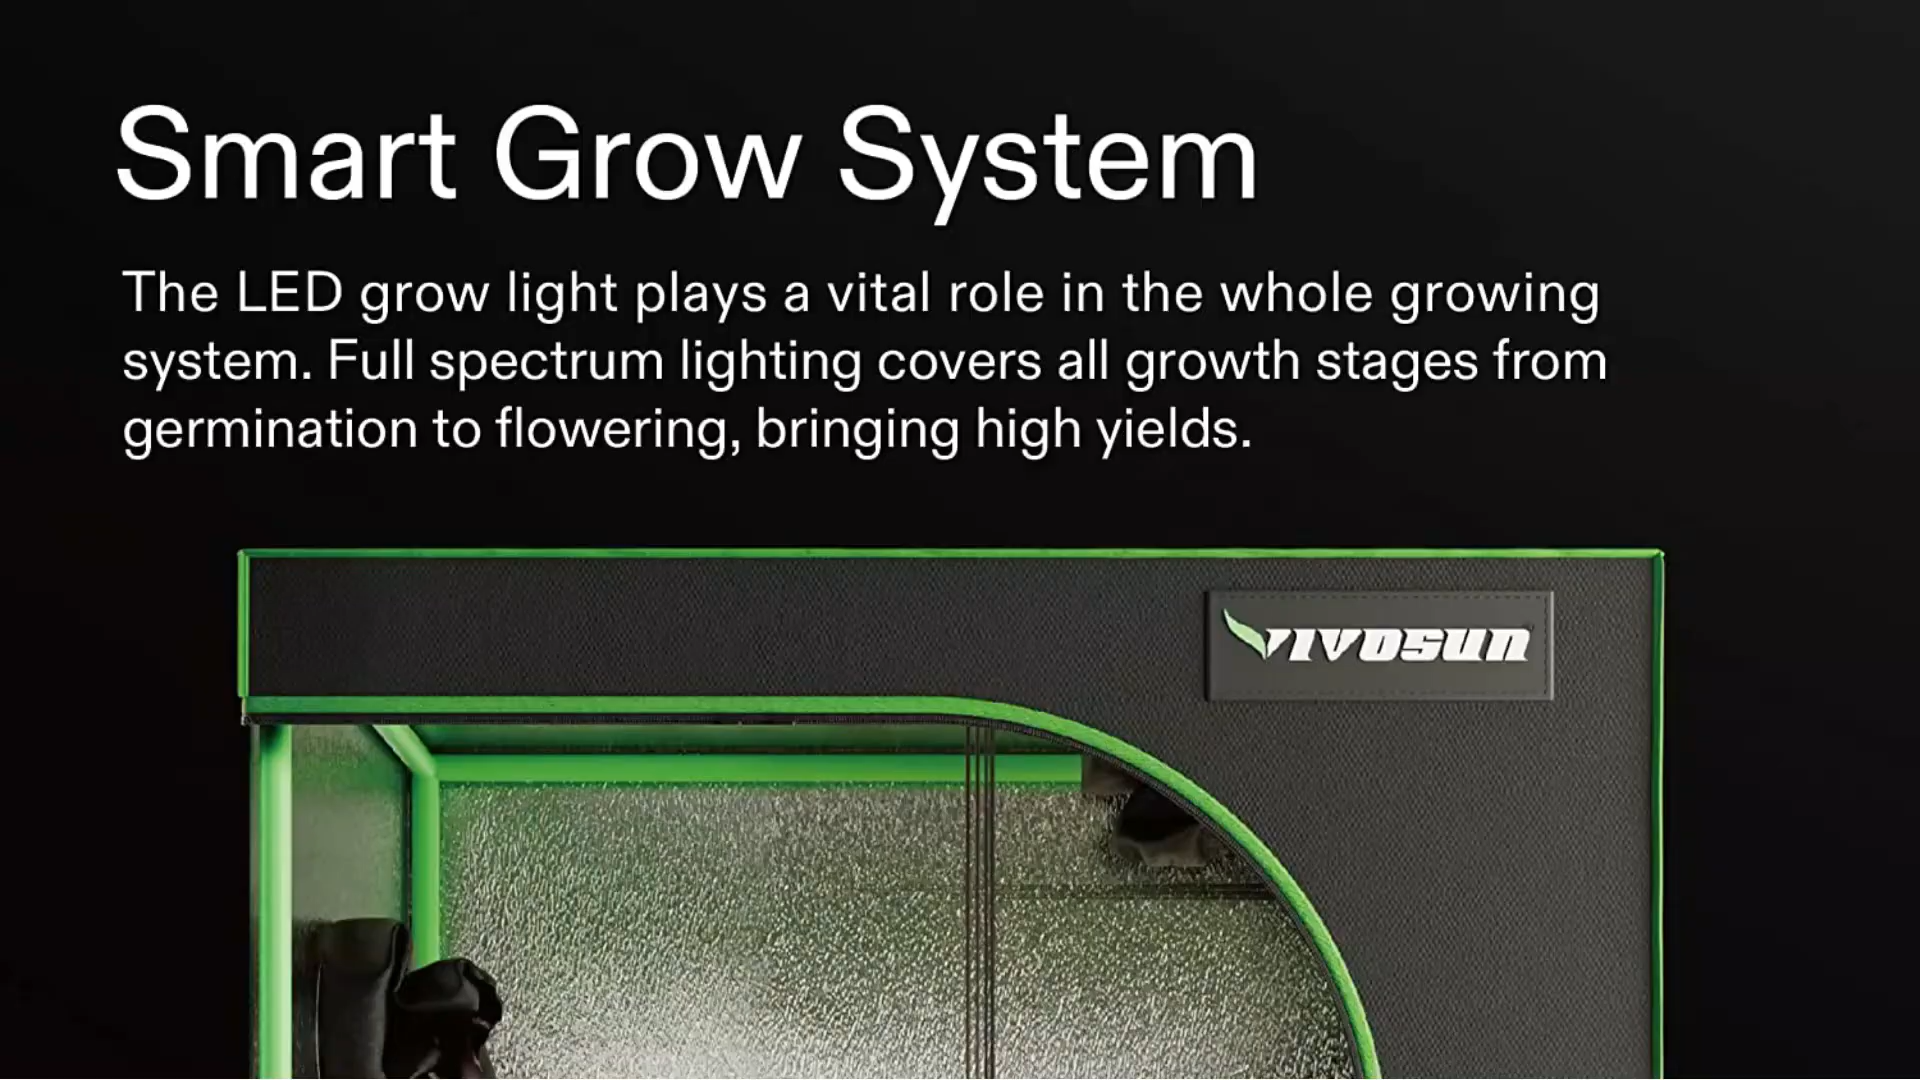 Smart Grow System
The LED grow light plays a vital role in the whole growing
system. Full spectrum lighting covers all growth stages from
germination to flowering, bringing high yields.
VIVOSUN